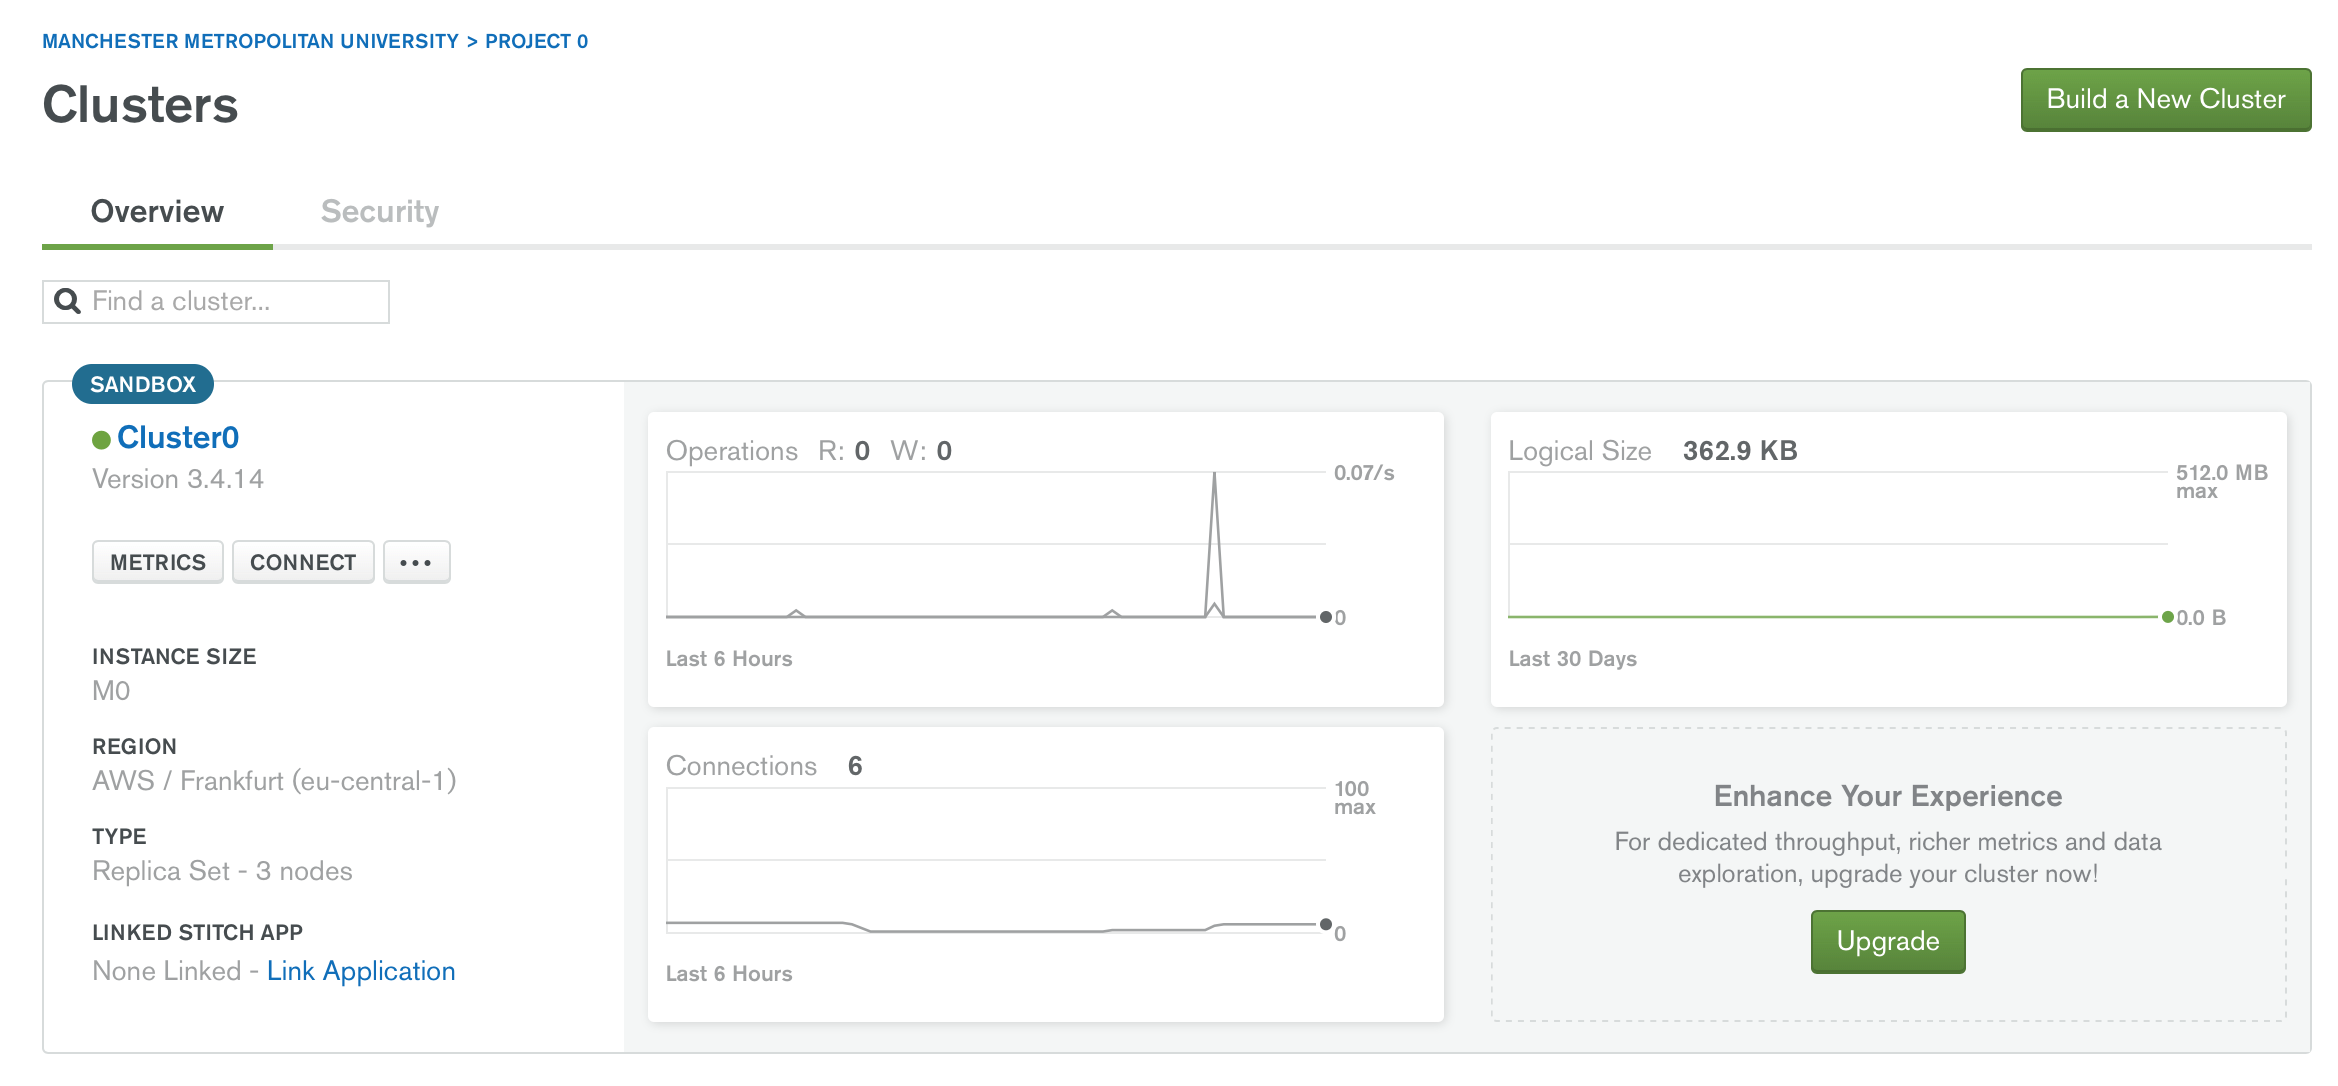 MANCHESTER METROPOLITAN UNIVERSITY > PROJECT 0
Clusters
Build a New Cluster
Overview Security
Find a cluster...
SANDBOX
Cluster0
Version 3.4.14
METRICS CONNECT ...
INSTANCE SIZE
M0
REGION
AWS / Frankfurt (eu-central-1)
TYPE
Replica Set - 3 nodes
LINKED STITCH APP
None Linked - Link Application
Operations R: 0 W: 0
0.07/s
0
Last 6 Hours
Logical Size 362.9 KB
512.0 MB
max
0.0 B
Last 30 Days
Connections 6
100
max
0
Last 6 Hours
Enhance Your Experience
For dedicated throughput, richer metrics and data
exploration, upgrade your cluster now!
Upgrade